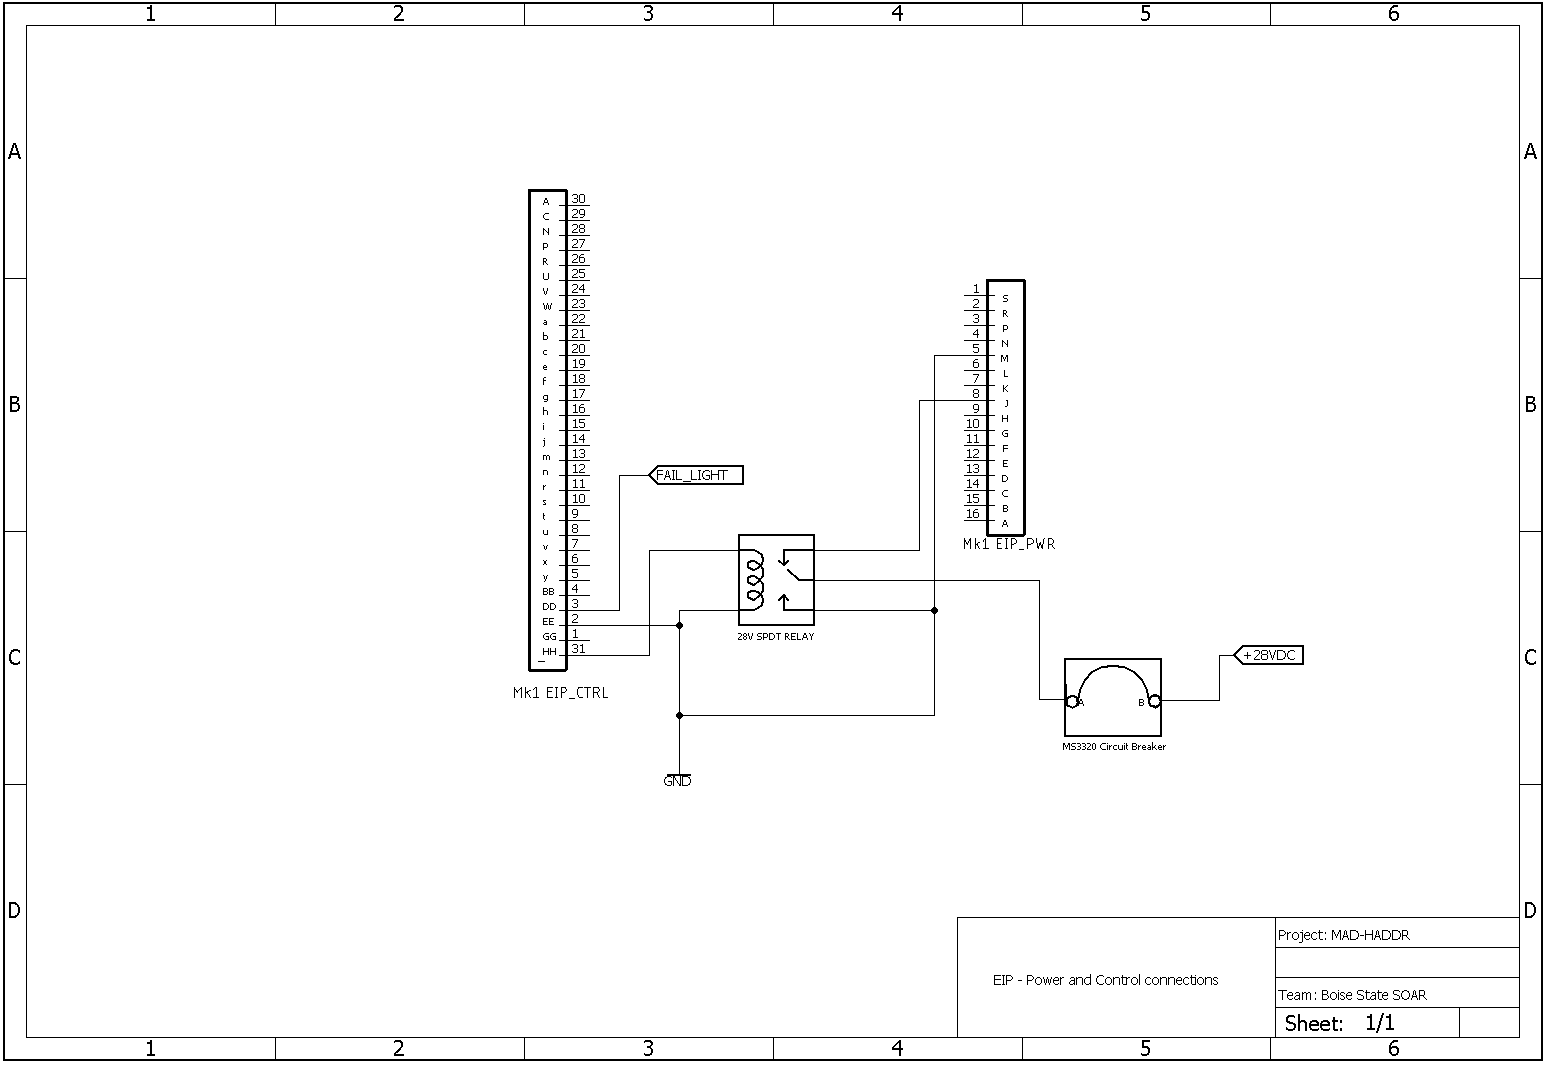 1 2 3 4 5 6
A A
A 30
C 29
N 28
P 27
R 26
U 25
V 24
W 23
a 22
b 21
c 20
e 19
f 18
g 17
h 16
i 15
j 14
m 13
n 12
r 11
s 10
t 9
u 8
v 7
x 6
y 5
BB 4
DD 3
EE 2
GG 1
HH 31
_
Mk1 EIP_CTRL
B B
1 S
2 R
3 P
4 N
5 M
6 L
7 K
8 J
9 H
10 G
11 F
12 E
13 D
14 C
15 B
16 A
Mk1 EIP_PWR
FAIL_LIGHT
28V SPDT RELAY
C C
+28VDC
A B
MS3320 Circuit Breaker
GND
D D
Project: MAD-HADDR
EIP - Power and Control connections
Team: Boise State SOAR
Sheet: 1/1
1 2 3 4 5 6